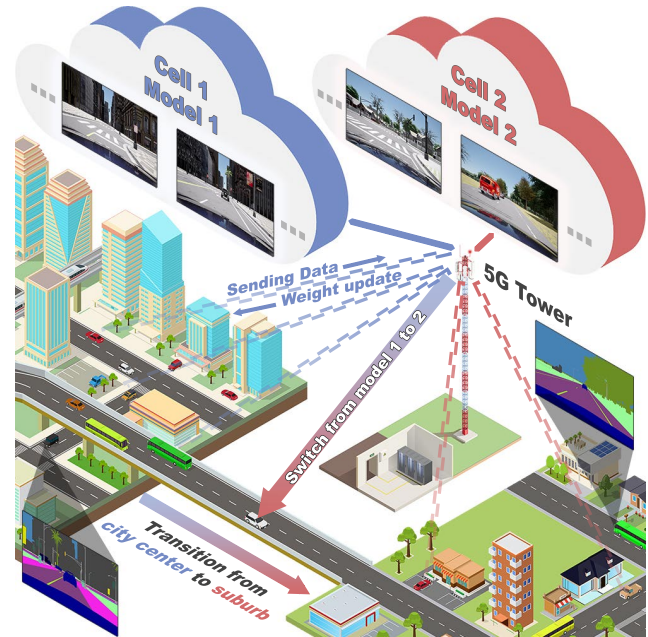 Cell 1
Model 1
Cell 2
Model 2
Sending Data
Weight update
5G Tower
Switch from model 1 to 2
Transition from
city center to suburb